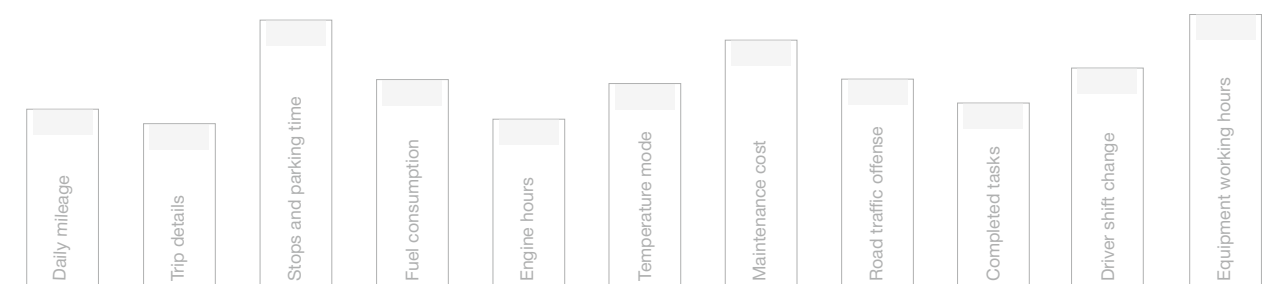 Daily mileage
Trip details
Stops and parking time
Fuel consumption
Engine hours
Temperature mode
Maintenance cost
Road traffic offense
Completed tasks
Driver shift change
Equipment working hours